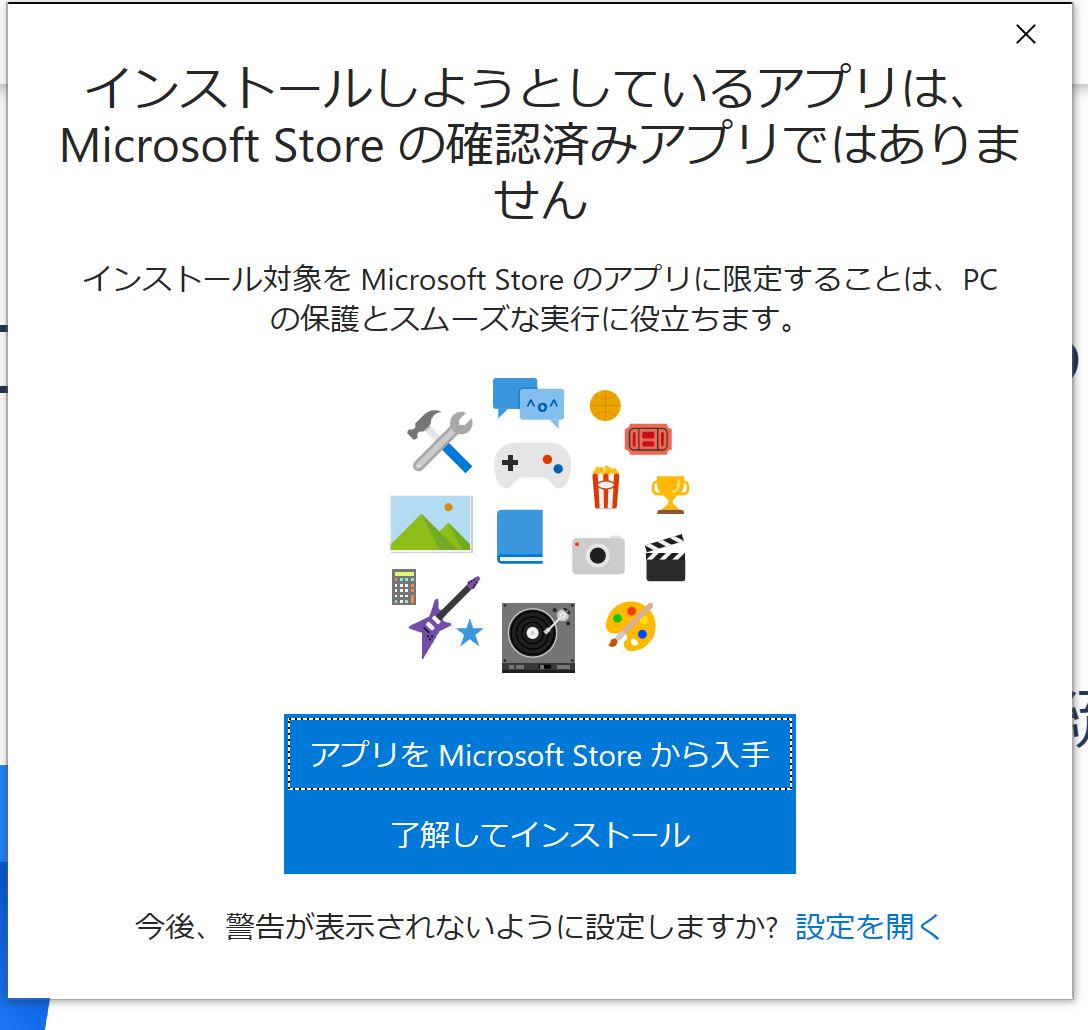 インストールしようとしているアプリは、
Microsoft Store の確認済みアプリではありま
せん
インストール対象を Microsoft Store のアプリに限定することは、PC
の保護とスムーズな実行に役立ちます。
^o^
アプリを Microsoft Store から入手
了解してインストール
今後、警告が表示されないように設定しますか? 設定を開く